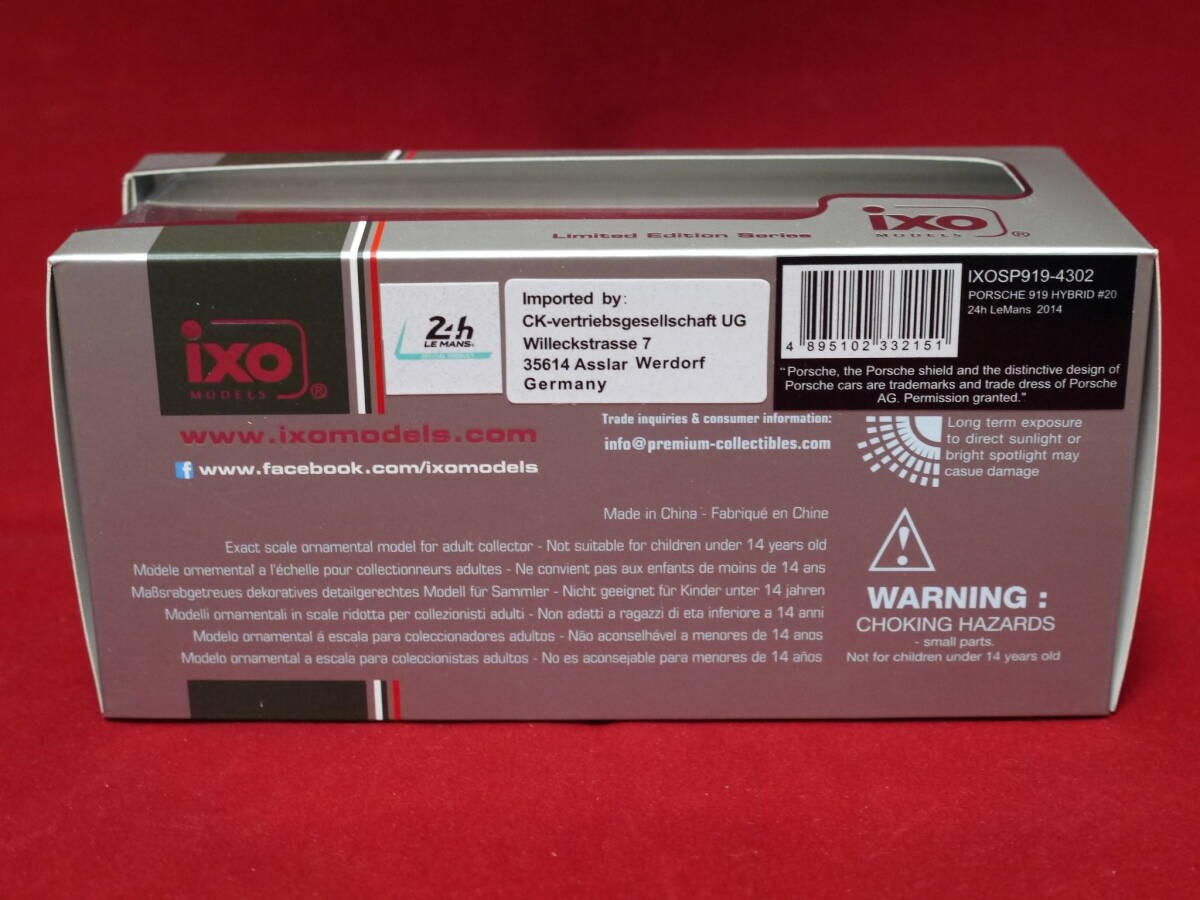 Limited Edition Series
ixo
MODELS ®
ixo
MODELS ®
24h
LE MANS
Imported by:
CK-vertriebsgesellschaft UG
Willeckstrasse 7
35614 Asslar Werdorf
Germany
IXOSP919-4302
PORSCHE 919 HYBRID #20
24h LeMans 2014
4 895102 332151
"Porsche, the Porsche shield and the distinctive design of
Porsche cars are trademarks and trade dress of Porsche
AG. Permission granted."
www.ixomodels.com
f www.facebook.com/ixomodels
Trade inquiries & consumer information:
info@premium-collectibles.com
Long term exposure
to direct sunlight or
bright spotlight may
casue damage
Made in China - Fabriqué en Chine
Exact scale ornamental model for adult collector - Not suitable for children under 14 years old
Modele ornemental a l'échelle pour collectionneurs adultes - Ne convient pas aux enfants de moins de 14 ans
Maßsrabgetreues dekoratives detailgerechtes Modell für Sammler - Nicht geeignet für Kinder unter 14 jahren
Modelli ornamentali in scale ridotta per collezionisti adulti - Non adatti a ragazzi di eta inferiore a 14 anni
Modelo ornamental á escala para coleccionadores adultos - Não aconselhável a menores de 14 anos
Modelo ornamental a escala para coleccionistas adultos - No es aconsejable para menores de 14 años
!
WARNING :
CHOKING HAZARDS
- small parts.
Not for children under 14 years old